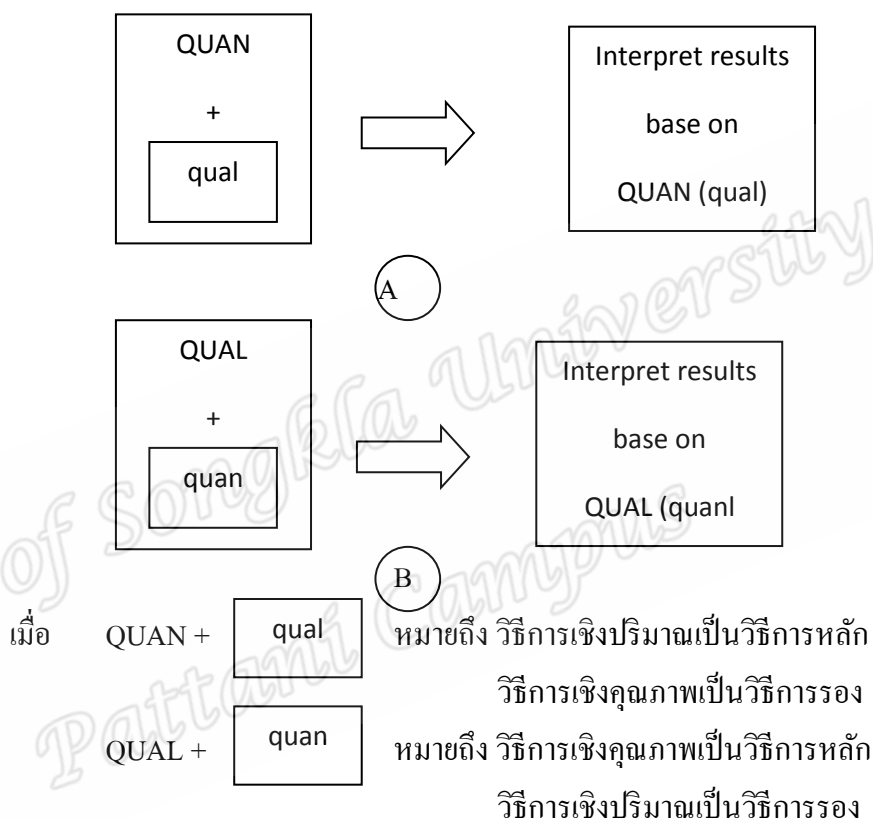 QUAN
+
qual
Interpret results
base on
QUAN (qual)
A
QUAL
+
quan
Interpret results
base on
QUAL (quanl
B
เมื่อ QUAN + qual หมายถึง วิธีการเชิงปริมาณเป็นวิธีการหลัก
วิธีการเชิงคุณภาพเป็นวิธีการรอง
QUAL + quan หมายถึง วิธีการเชิงคุณภาพเป็นวิธีการหลัก
วิธีการเชิงปริมาณเป็นวิธีการรอง
of Songkla University
Pattani Campus